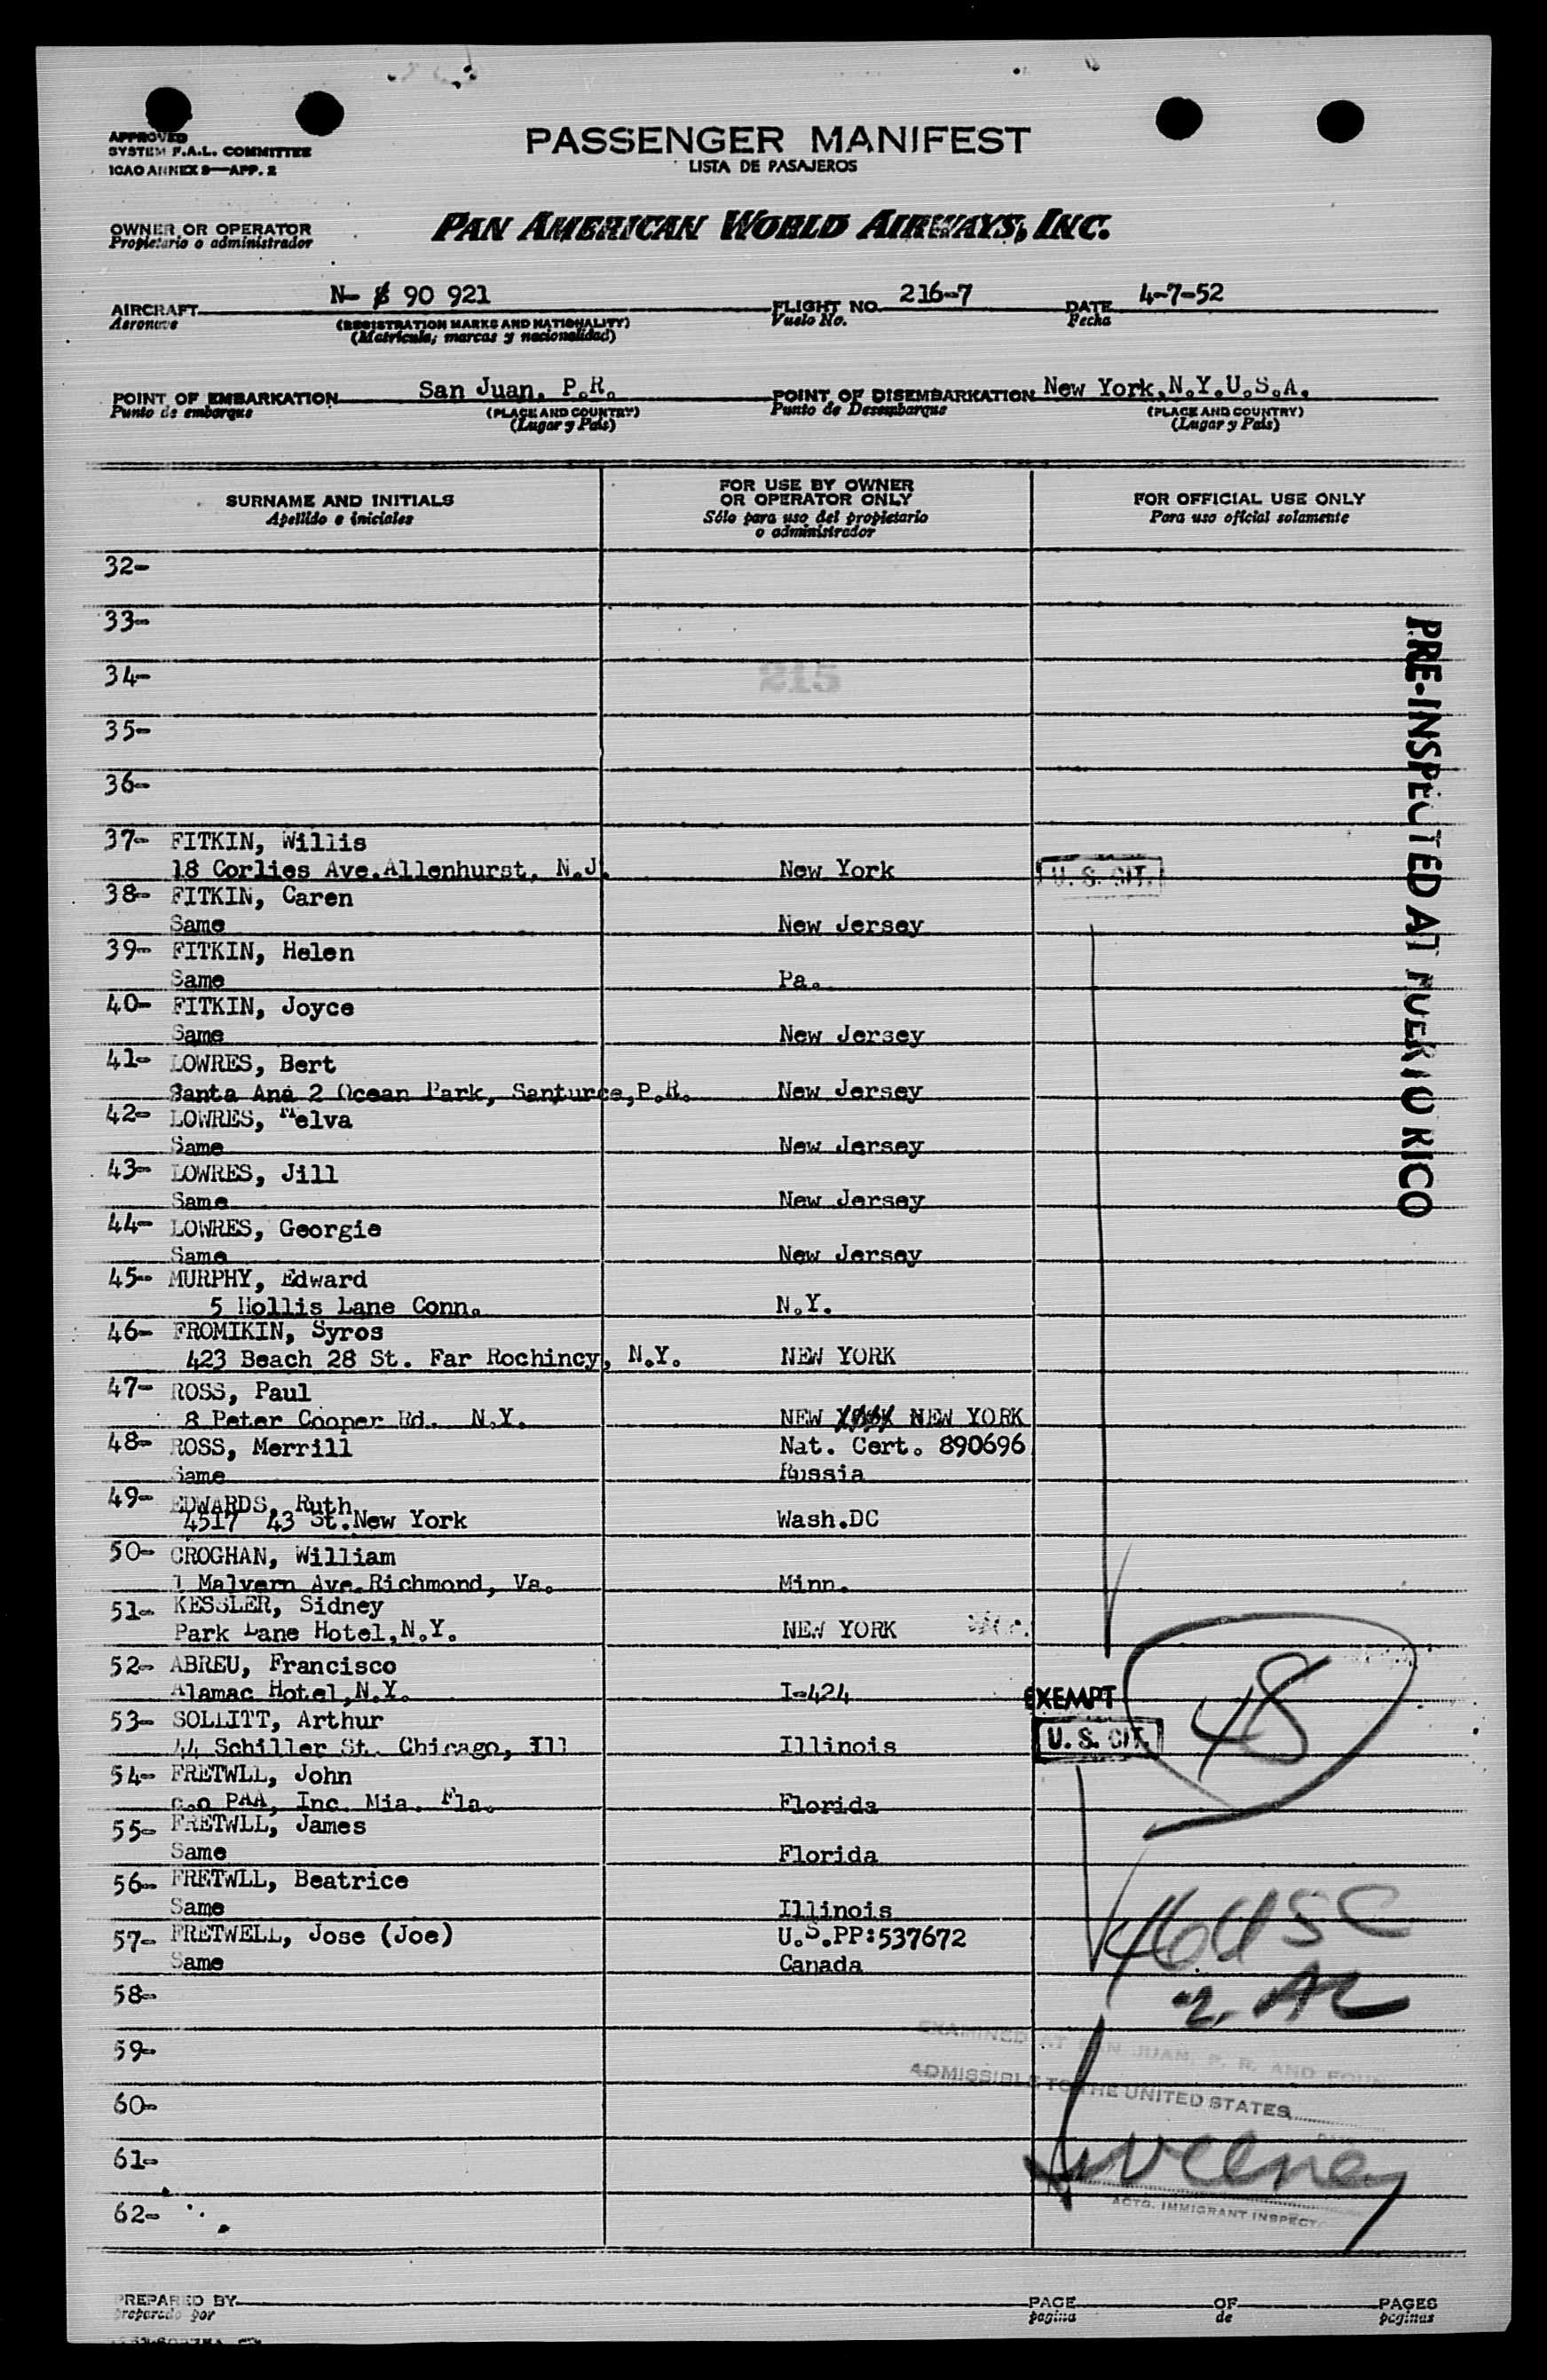 APPROVED
SYSTEM F.A.L. COMMITTEE
ICAO ANNEX 9—APP. 2
PASSENGER MANIFEST
LISTA DE PASAJEROS
OWNER OR OPERATOR
Propietario o administrador
PAN AMERICAN WORLD AIRWAYS, INC.
AIRCRAFT N- 90 921 FLIGHT NO. 216-7 DATE 4-7-52
Aeronave (REGISTRATION MARKS AND NATIONALITY) Vuelo No. Fecha
(Matricula; marcas y nacionalidad)
POINT OF EMBARKATION San Juan, P.R. POINT OF DISEMBARKATION New York,N.Y.U.S.A.
Punto de embarque (PLACE AND COUNTRY) Punto de Desembarque (PLACE AND COUNTRY)
(Lugar y País) (Lugar y País)
SURNAME AND INITIALS
Apellido e iniciales
FOR USE BY OWNER
OR OPERATOR ONLY
Sólo para uso del propietario
o administrador
FOR OFFICIAL USE ONLY
Para uso oficial solamente
32-
33-
34- 215
35-
36-
37- FITKIN, Willis
18 Corlies Ave.Allenhurst, N.J. New York U. S. CIT.
38- FITKIN, Caren
Same New Jersey
39- FITKIN, Helen
Same Pa.
40- FITKIN, Joyce
Same New Jersey
41- LOWRES, Bert
Santa Ana 2 Ocean Park, Santurce,P.R. New Jersey
42- LOWRES, Melva
Same New Jersey
43- LOWRES, Jill
Same New Jersey
44- LOWRES, Georgie
Same New Jersey
45- MURPHY, Edward
5 Hollis Lane Conn. N.Y.
46- FROMIKIN, Syros
423 Beach 28 St. Far Rochincy, N.Y. NEW YORK
47- ROSS, Paul
8 Peter Cooper Rd. N.Y. NEW NEW YORK
48- ROSS, Merrill Nat. Cert. 890696
Same Russia
49- EDWARDS, Ruth
4517 43 St.New York Wash.DC
50- CROGHAN, William
1 Malvern Ave.Richmond, Va. Minn.
51- KESSLER, Sidney
Park Lane Hotel,N.Y. NEW YORK
52- ABREU, Francisco
Alamac Hotel,N.Y. I-424 EXEMPT
53- SOLLITT, Arthur
44 Schiller St. Chicago, Ill Illinois U. S. CIT.
48
54- FRETWLL, John
c.o PAA, Inc. Mia. Fla. Florida
55- FRETWLL, James
Same Florida
56- FRETWLL, Beatrice
Same Illinois
57- FRETWELL, Jose (Joe) U.S.PP:537672
Same Canada
46 USC
58-
2
59-
60-
61-
62-
PRE-INSPECTED AT PUERTO RICO
EXAMINED AT SAN JUAN, P. R. AND FOUND
ADMISSIBLE TO THE UNITED STATES
Sweeney
ACTG. IMMIGRANT INSPECTOR
PREPARED BY PAGE OF PAGES
preparado por pagina de paginas